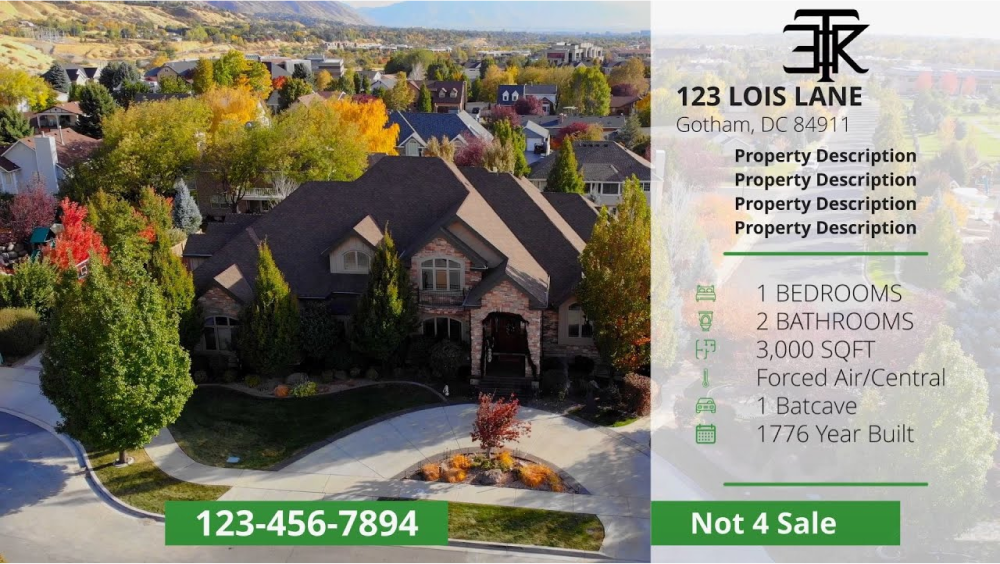 123 LOIS LANE
Gotham, DC 84911
Property Description
Property Description
Property Description
Property Description
1 BEDROOMS
2 BATHROOMS
3,000 SQFT
Forced Air/Central
1 Batcave
1776 Year Built
123-456-7894
Not 4 Sale